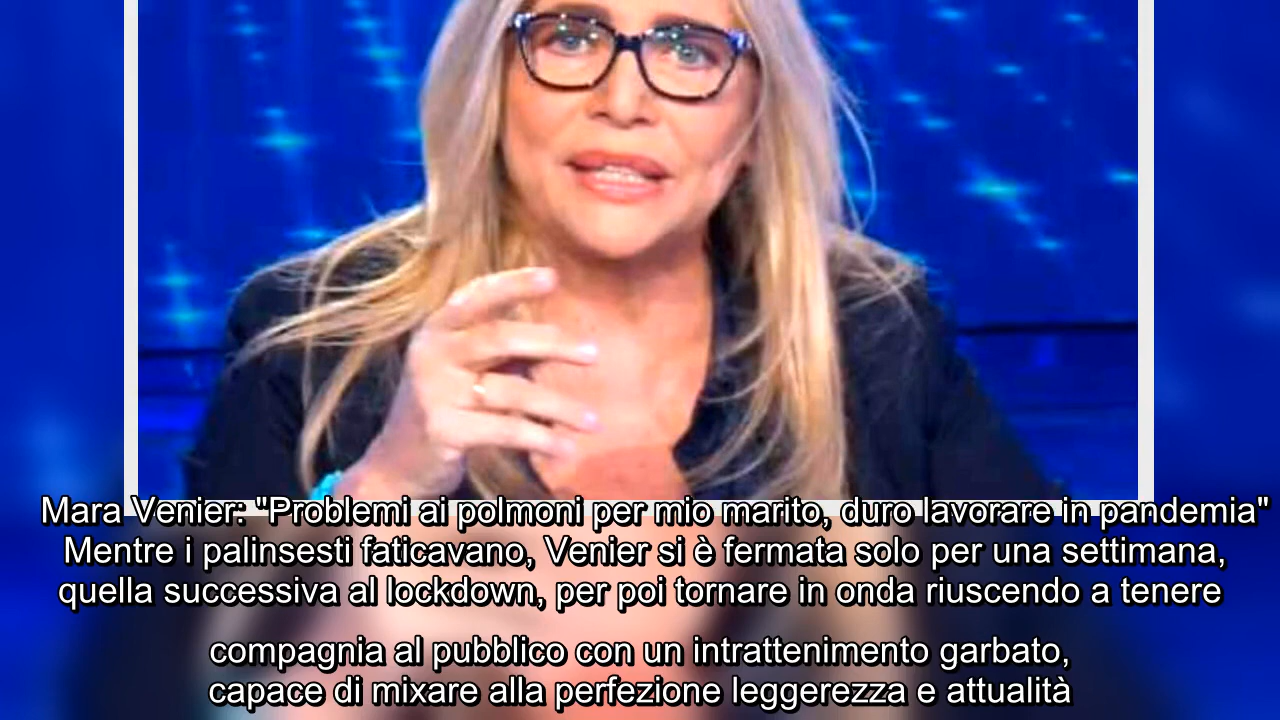 Mara Venier: "Problemi ai polmoni per mio marito, duro lavorare in pandemia"
Mentre i palinsesti faticavano, Venier si è fermata solo per una settimana,
quella successiva al lockdown, per poi tornare in onda riuscendo a tenere
compagnia al pubblico con un intrattenimento garbato,
capace di mixare alla perfezione leggerezza e attualità